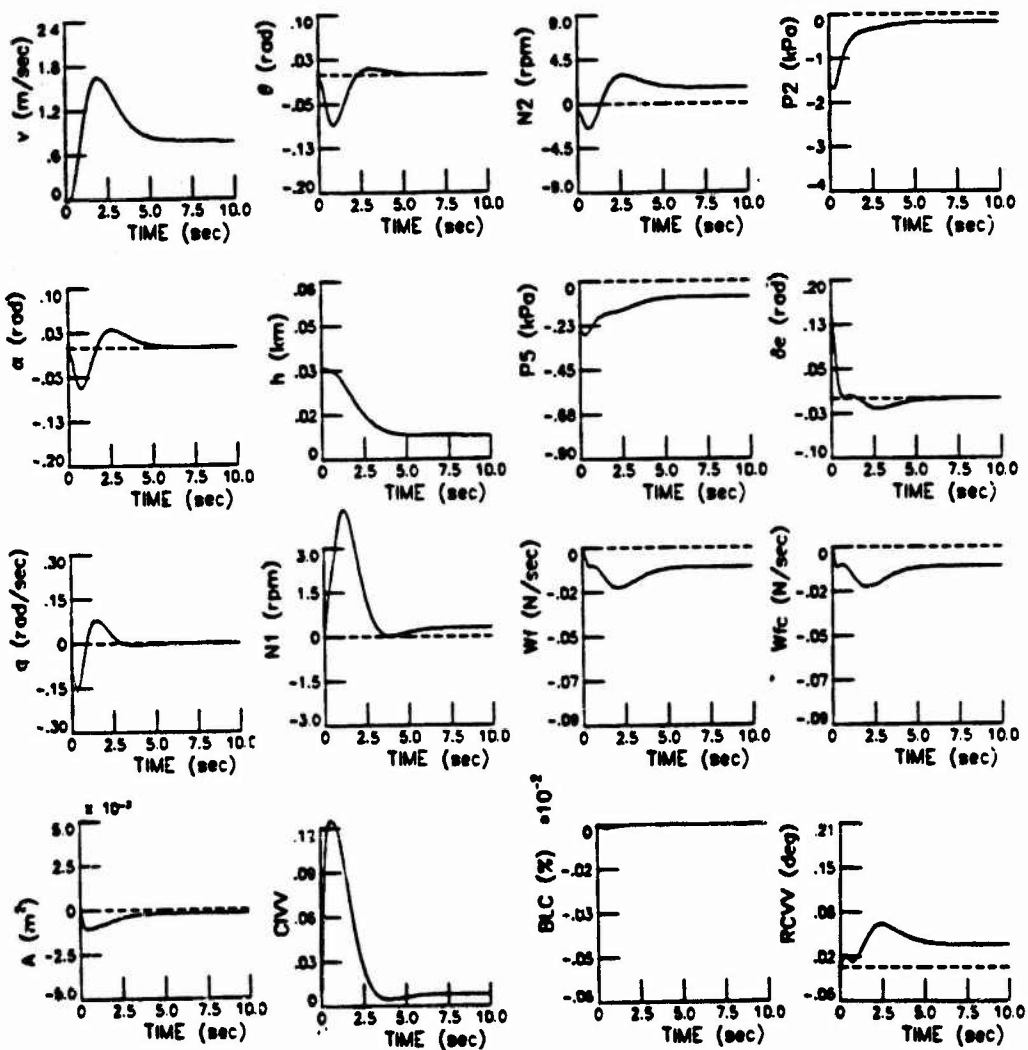 v (m/sec)
2.4
1.8
1.2
.6
0
0 2.5 5.0 7.5 10.0
TIME (sec)
θ (rad)
.10
.03
-.05
-.13
-.20
0 2.5 5.0 7.5 10.0
TIME (sec)
N2 (rpm)
9.0
4.5
0
-4.5
-9.0
0 2.5 5.0 7.5 10.0
TIME (sec)
P2 (kPa)
0
-1
-2
-3
-4
0 2.5 5.0 7.5 10.0
TIME (sec)
α (rad)
.10
.03
-.05
-.13
-.20
0 2.5 5.0 7.5 10.0
TIME (sec)
h (km)
.06
.05
.03
.02
0
0 2.5 5.0 7.5 10.0
TIME (sec)
P5 (kPa)
0
-.23
-.45
-.68
-.90
0 2.5 5.0 7.5 10.0
TIME (sec)
δe (rad)
.20
.13
.05
-.03
-.10
0 2.5 5.0 7.5 10.0
TIME (sec)
q (rad/sec)
.30
.15
0
-.15
-.30
0 2.5 5.0 7.5 10.0
TIME (sec)
N1 (rpm)
3.0
1.5
0
-1.5
-3.0
0 2.5 5.0 7.5 10.0
TIME (sec)
Wf (N/sec)
0
-.02
-.05
-.07
-.09
0 2.5 5.0 7.5 10.0
TIME (sec)
Wfc (N/sec)
0
-.02
-.05
-.07
-.09
0 2.5 5.0 7.5 10.0
TIME (sec)
A (m²)
5.0
2.5
0
-2.5
-5.0
0 2.5 5.0 7.5 10.0
TIME (sec)
CIVV
.12
.09
.06
.03
0
0 2.5 5.0 7.5 10.0
TIME (sec)
BLC (%) ×10⁻²
0
-.02
-.03
-.05
-.06
0 2.5 5.0 7.5 10.0
TIME (sec)
RCVV (deg)
.21
.15
.08
.02
0 2.5 5.0 7.5 10.0
TIME (sec)